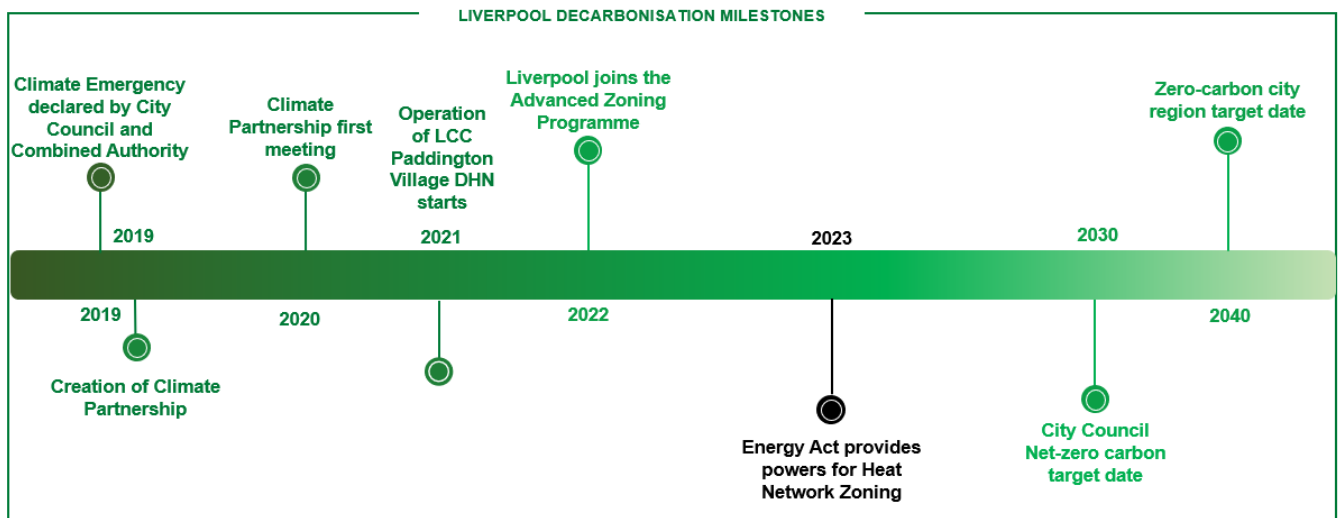 LIVERPOOL DECARBONISATION MILESTONES
Climate Emergency
declared by City
Council and
Combined Authority
2019
2019
Creation of Climate
Partnership
Climate
Partnership first
meeting
2020
Operation
of LCC
Paddington
Village DHN
starts
2021
Liverpool joins the
Advanced Zoning
Programme
2022
2023
Energy Act provides
powers for Heat
Network Zoning
2030
City Council
Net-zero carbon
target date
Zero-carbon city
region target date
2040